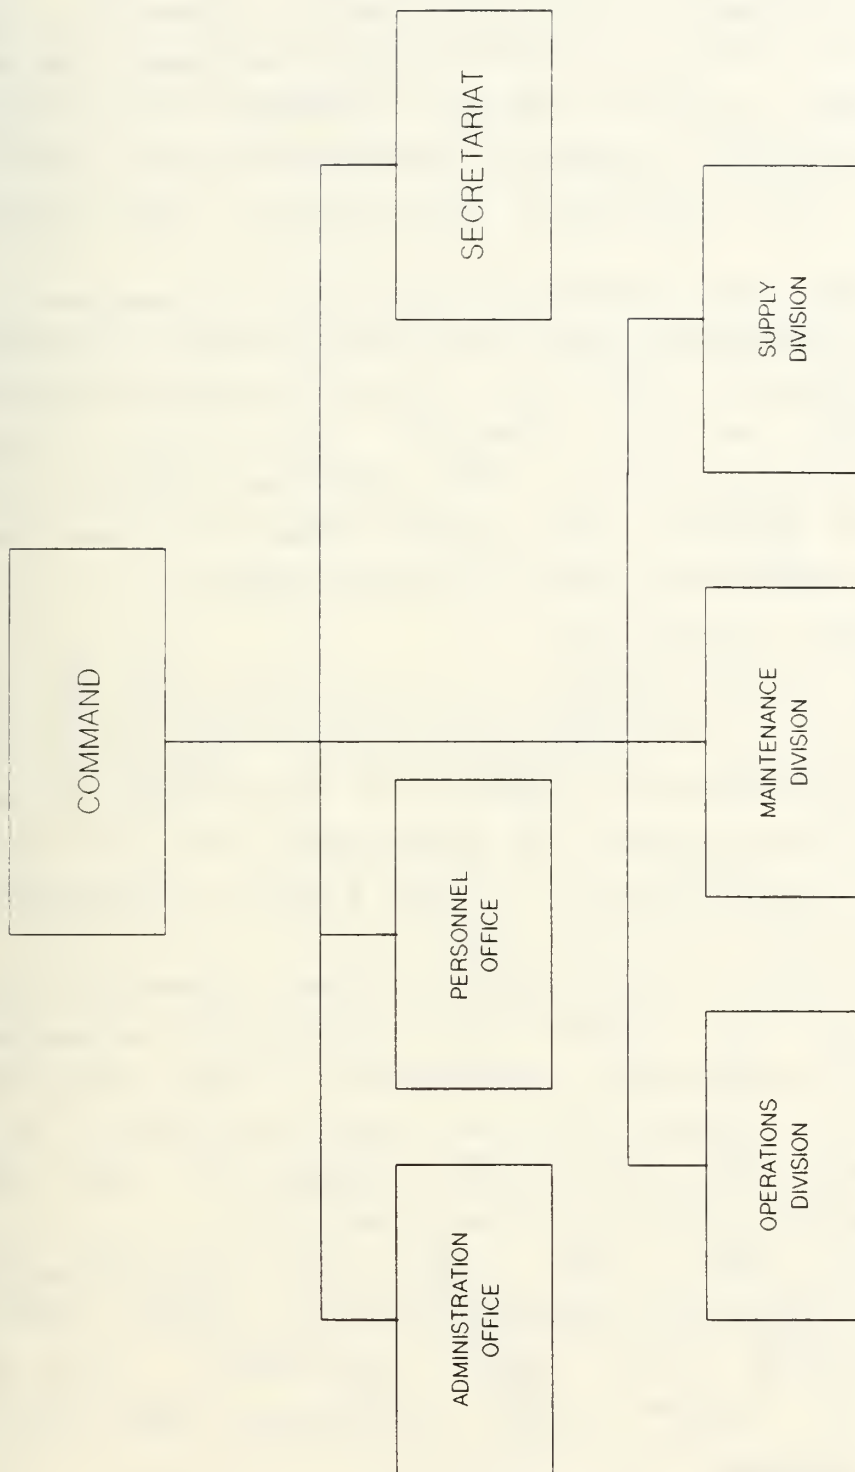 COMMAND
ADMINISTRATION
OFFICE
PERSONNEL
OFFICE
SECRETARIAT
OPERATIONS
DIVISION
MAINTENANCE
DIVISION
SUPPLY
DIVISION